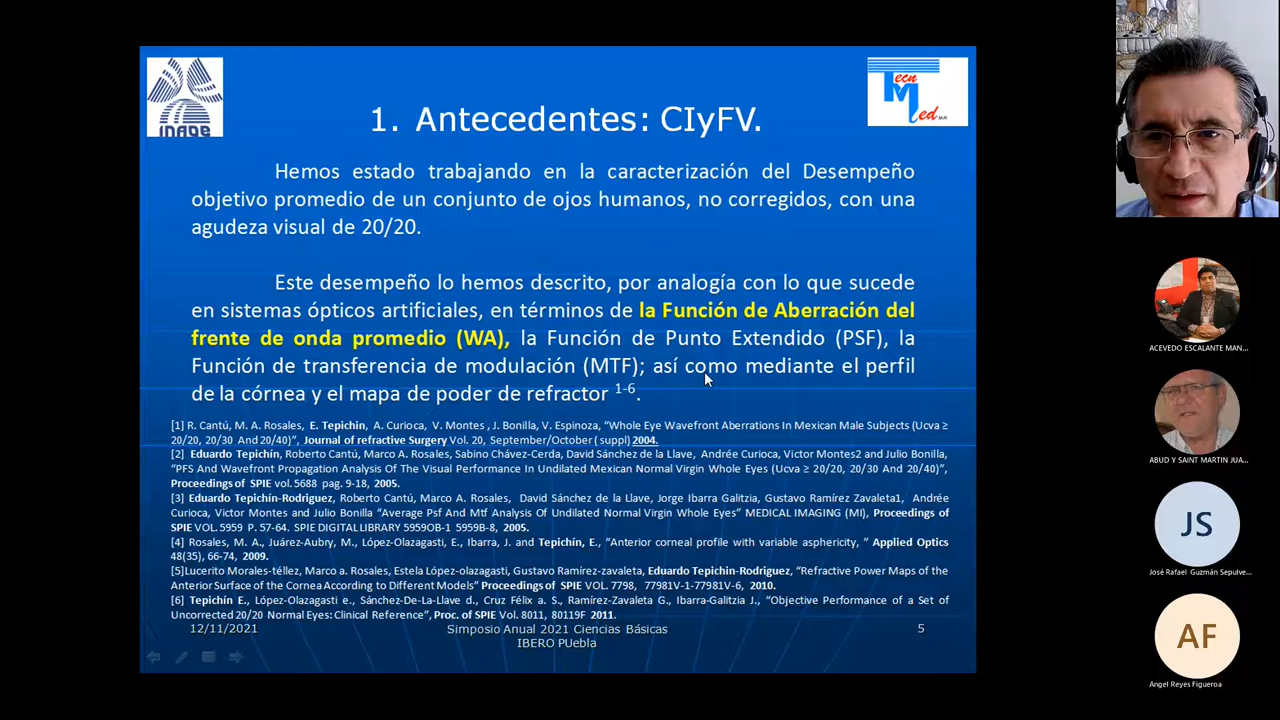 INAOE
Tecn
Med
1. Antecedentes: CIyFV.
Hemos estado trabajando en la caracterización del Desempeño
objetivo promedio de un conjunto de ojos humanos, no corregidos, con una
agudeza visual de 20/20.
Este desempeño lo hemos descrito, por analogía con lo que sucede
en sistemas ópticos artificiales, en términos de la Función de Aberración del
frente de onda promedio (WA), la Función de Punto Extendido (PSF), la
Función de transferencia de modulación (MTF); así como mediante el perfil
de la córnea y el mapa de poder de refractor 1-6.
[1] R. Cantú, M. A. Rosales, E. Tepichin, A. Curioca, V. Montes , J. Bonilla, V. Espinoza, “Whole Eye Wavefront Aberrations In Mexican Male Subjects (Ucva ≥
20/20, 20/30 And 20/40)”, Journal of refractive Surgery Vol. 20, September/October ( suppl) 2004.
[2] Eduardo Tepichin, Roberto Cantú, Marco A. Rosales, Sabino Chávez-Cerda, David Sánchez de la Llave, Andrée Curioca, Victor Montes2 and Julio Bonilla,
“PFS And Wavefront Propagation Analysis Of The Visual Performance In Undilated Mexican Normal Virgin Whole Eyes (Ucva ≥ 20/20, 20/30 And 20/40)”,
Proceedings of SPIE vol. 5688 pag. 9-18, 2005.
[3] Eduardo Tepichín-Rodriguez, Roberto Cantú, Marco A. Rosales, David Sánchez de la Llave, Jorge Ibarra Galitzia, Gustavo Ramírez Zavaleta1, Andrée
Curioca, Victor Montes and Julio Bonilla “Average Psf And Mtf Analysis Of Undilated Normal Virgin Whole Eyes” MEDICAL IMAGING (MI), Proceedings of
SPIE VOL. 5959 P. 57-64. SPIE DIGITAL LIBRARY 5959OB-1 5959B-8, 2005.
[4] Rosales, M. A., Juárez-Aubry, M., López-Olazagasti, E., Ibarra, J. and Tepichín, E., “Anterior corneal profile with variable asphericity, ” Applied Optics
48(35), 66-74, 2009.
[5]Lucerito Morales-téllez, Marco a. Rosales, Estela López-olazagasti, Gustavo Ramírez-zavaleta, Eduardo Tepichin-Rodriguez, “Refractive Power Maps of the
Anterior Surface of the Cornea According to Different Models” Proceedings of SPIE VOL. 7798, 77981V-1-77981V-6, 2010.
[6] Tepichin E., López-Olazagasti e., Sánchez-De-La-Llave d., Cruz Félix a. S., Ramírez-Zavaleta G., Ibarra-Galitzia J., “Objective Performance of a Set of
Uncorrected 20/20 Normal Eyes: Clinical Reference”, Proc. of SPIE Vol. 8011, 80119F 2011.
12/11/2021
Simposio Anual 2021 Ciencias Básicas
IBERO PUebla
5
ACEVEDO ESCALANTE MAN...
ABUD Y SAINT MARTIN JUA...
JS
José Rafael Guzmán Sepulve...
AF
Angel Reyes Figueroa